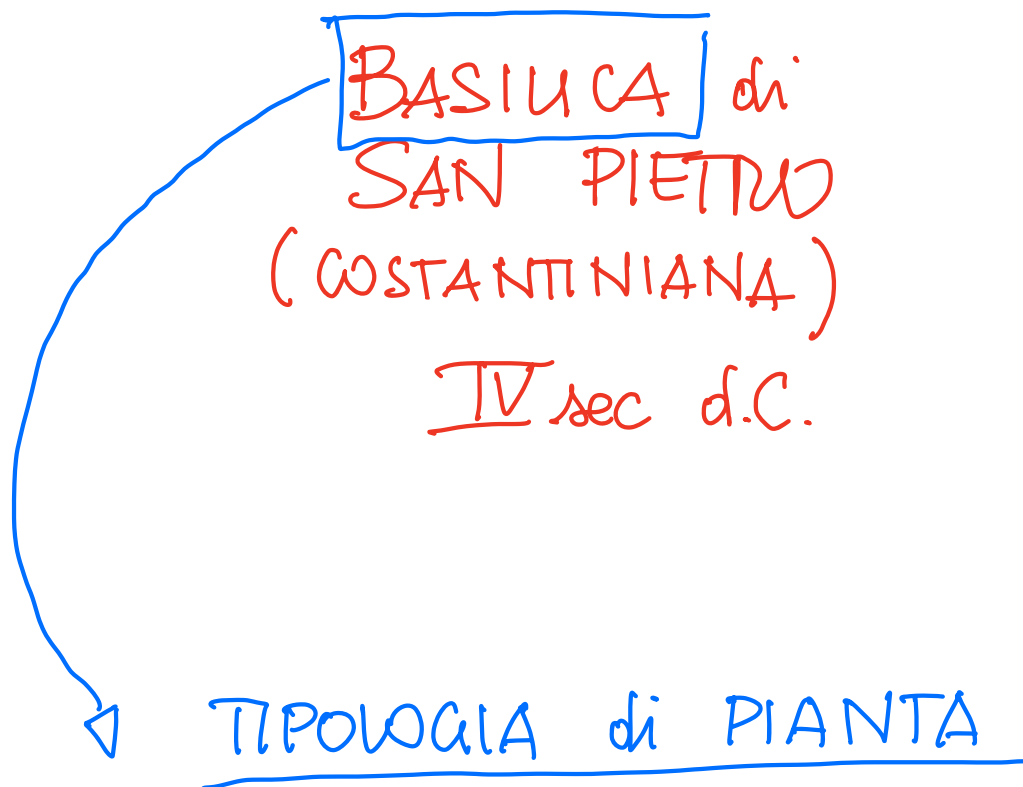 BASILICA di
SAN PIETRO
(COSTANTINIANA)
IV sec d.C.
TIPOLOGIA di PIANTA